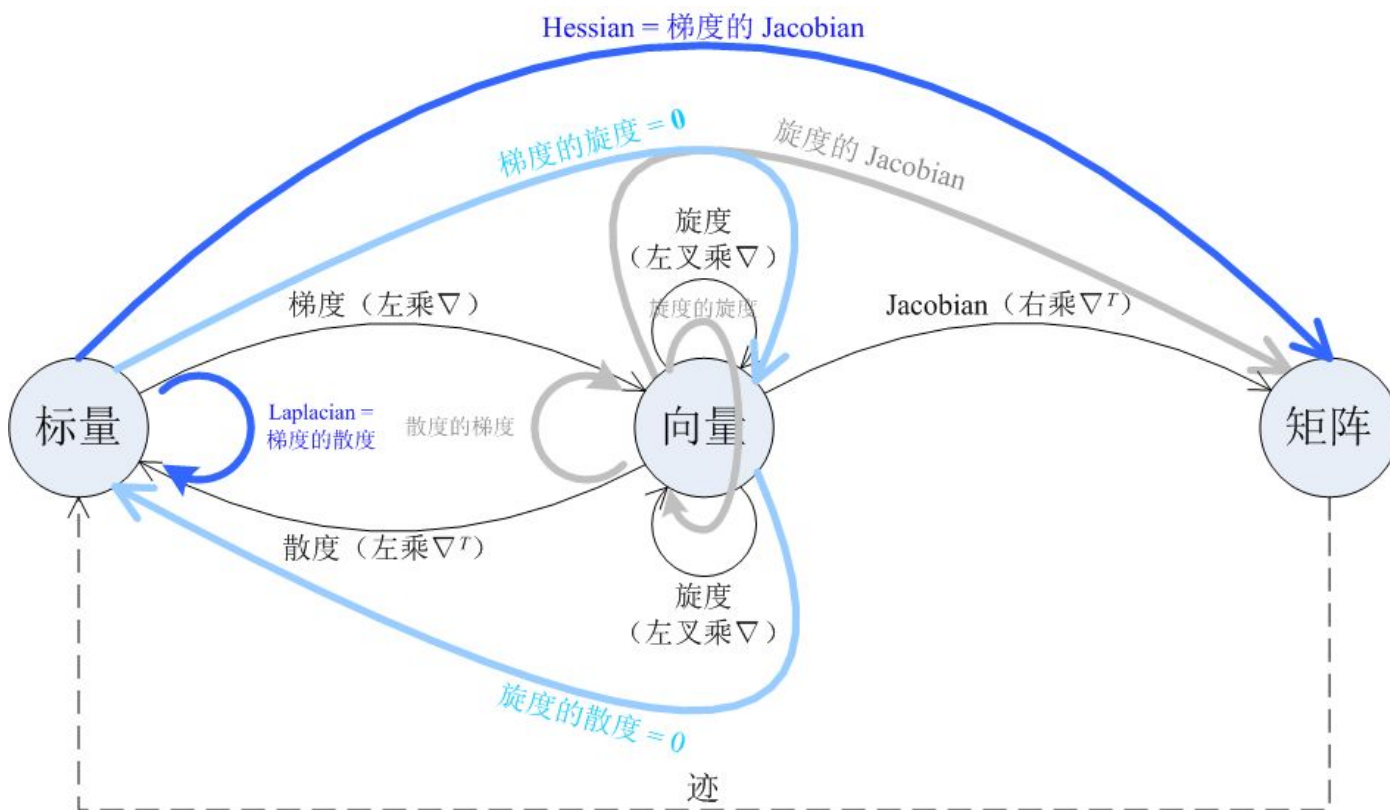 Hessian = 梯度的 Jacobian
梯度的旋度 = 0
旋度的 Jacobian
旋度
（左叉乘∇）
旋度的旋度
梯度（左乘∇）
Jacobian（右乘∇ᵀ）
标量
Laplacian =
梯度的散度
散度的梯度
向量
矩阵
散度（左乘∇ᵀ）
旋度
（左叉乘∇）
旋度的散度 = 0
迹